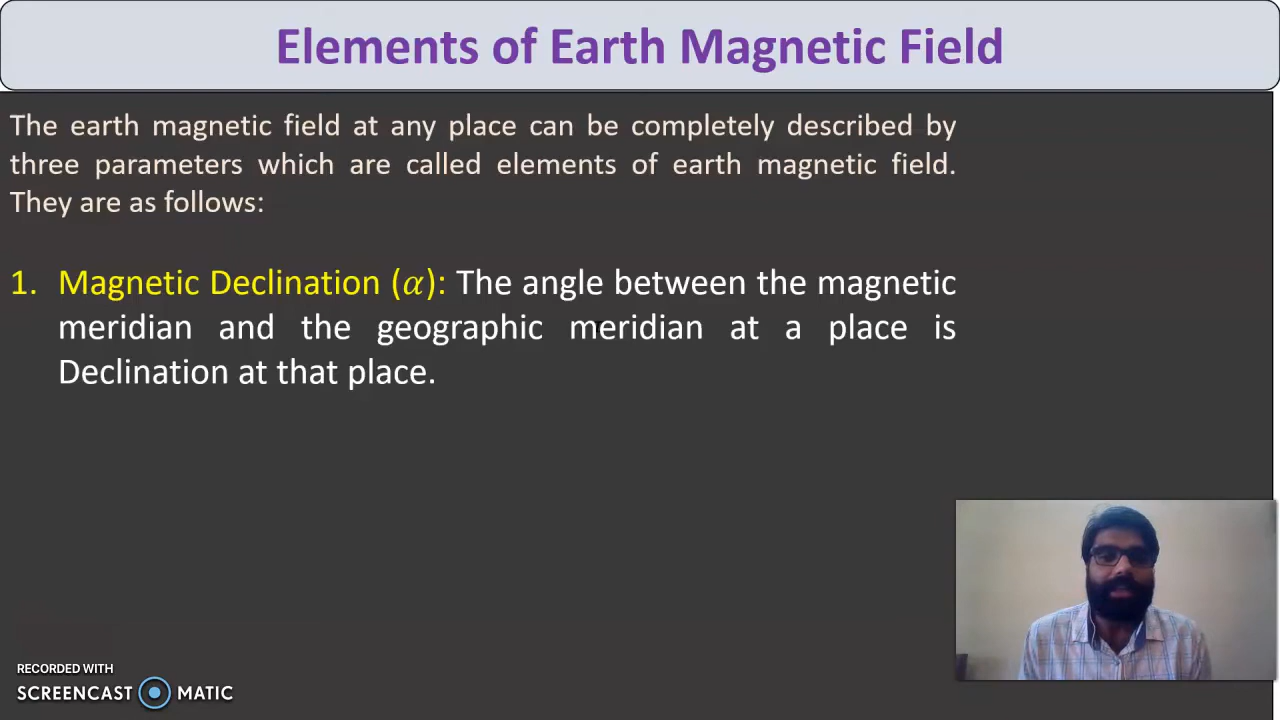 Elements of Earth Magnetic Field
The earth magnetic field at any place can be completely described by
three parameters which are called elements of earth magnetic field.
They are as follows:
1. Magnetic Declination (𝛼): The angle between the magnetic
meridian and the geographic meridian at a place is
Declination at that place.
RECORDED WITH
SCREENCAST MATIC